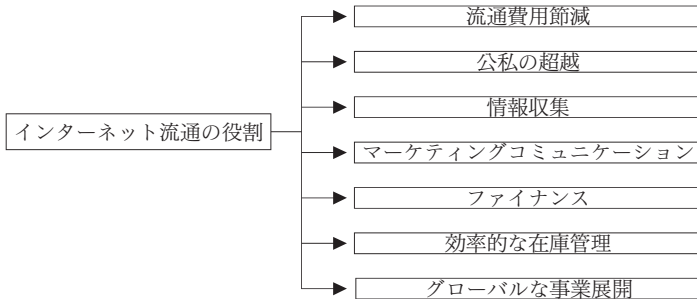 インターネット流通の役割
流通費用節減
公私の超越
情報収集
マーケティングコミュニケーション
ファイナンス
効率的な在庫管理
グローバルな事業展開